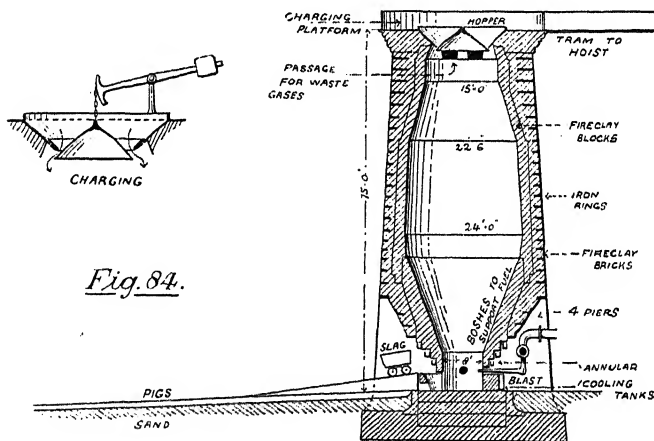 CHARGING
PLATFORM
HOPPER
TRAM TO
HOIST
PASSAGE
FOR WASTE
GASES
15'·0"
FIRECLAY
BLOCKS
22'6
CHARGING
75'·0"
IRON
RINGS
24'·0"
FIRECLAY
BRICKS
Fig. 84.
BOSHES TO
SUPPORT FUEL
4 PIERS
SLAG
8'
ANNULAR
COOLING
TANKS
BLAST
PIGS
SAND